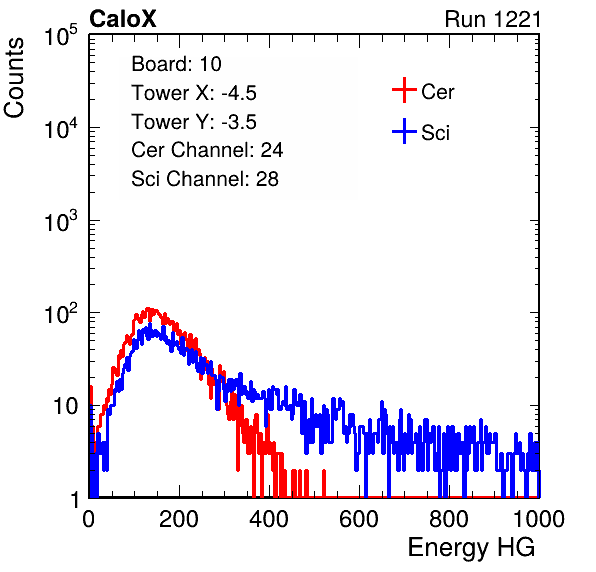 CaloX Run 1221
Counts
10^5
Board: 10
Tower X: -4.5
Tower Y: -3.5
Cer Channel: 24
Sci Channel: 28
Cer
Sci
10^4
10^3
10^2
10
1
0 200 400 600 800 1000
Energy HG